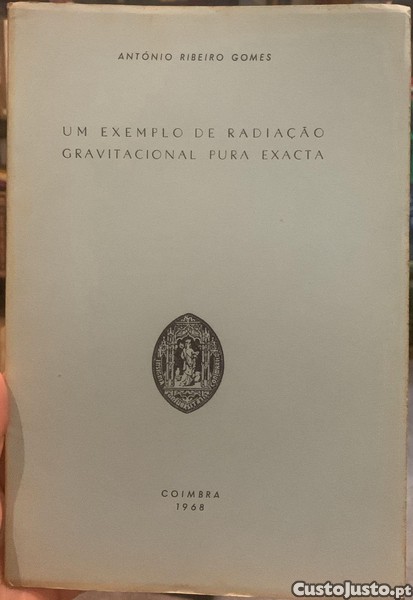 ANTÓNIO RIBEIRO GOMES
UM EXEMPLO DE RADIAÇÃO
GRAVITACIONAL PURA EXACTA
COIMBRA
1968
CustoJusto.pt